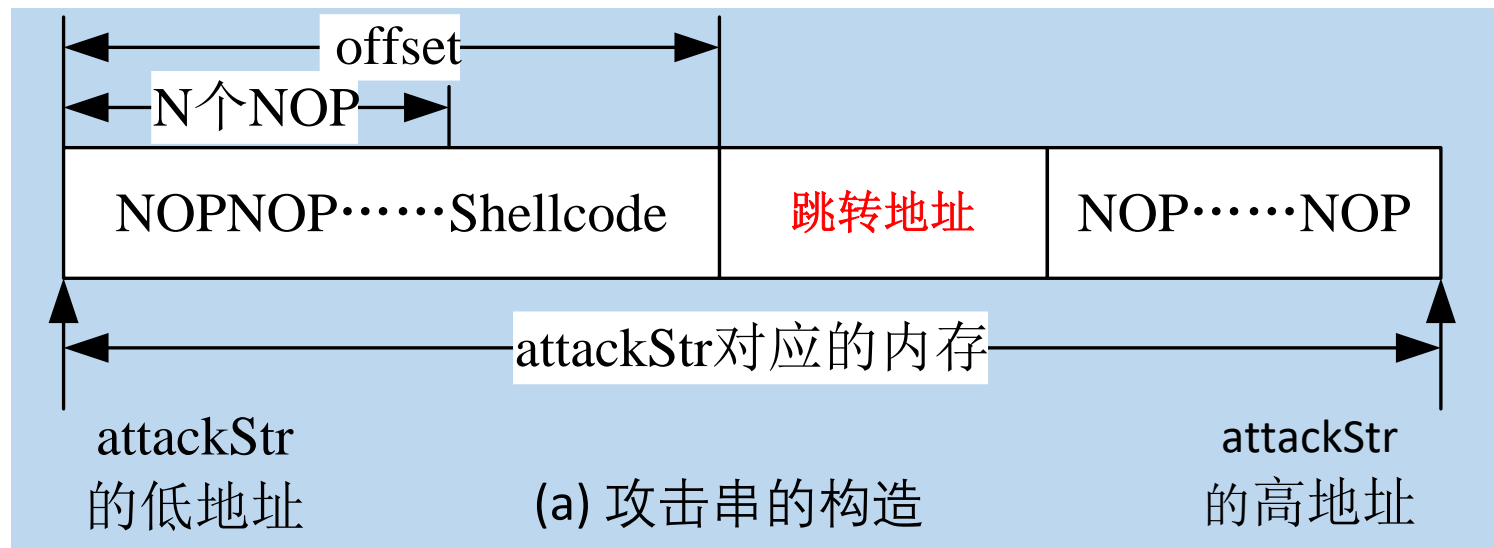 offset
N个NOP
NOPNOP……Shellcode
跳转地址
NOP……NOP
attackStr对应的内存
attackStr
的低地址
(a) 攻击串的构造
attackStr
的高地址